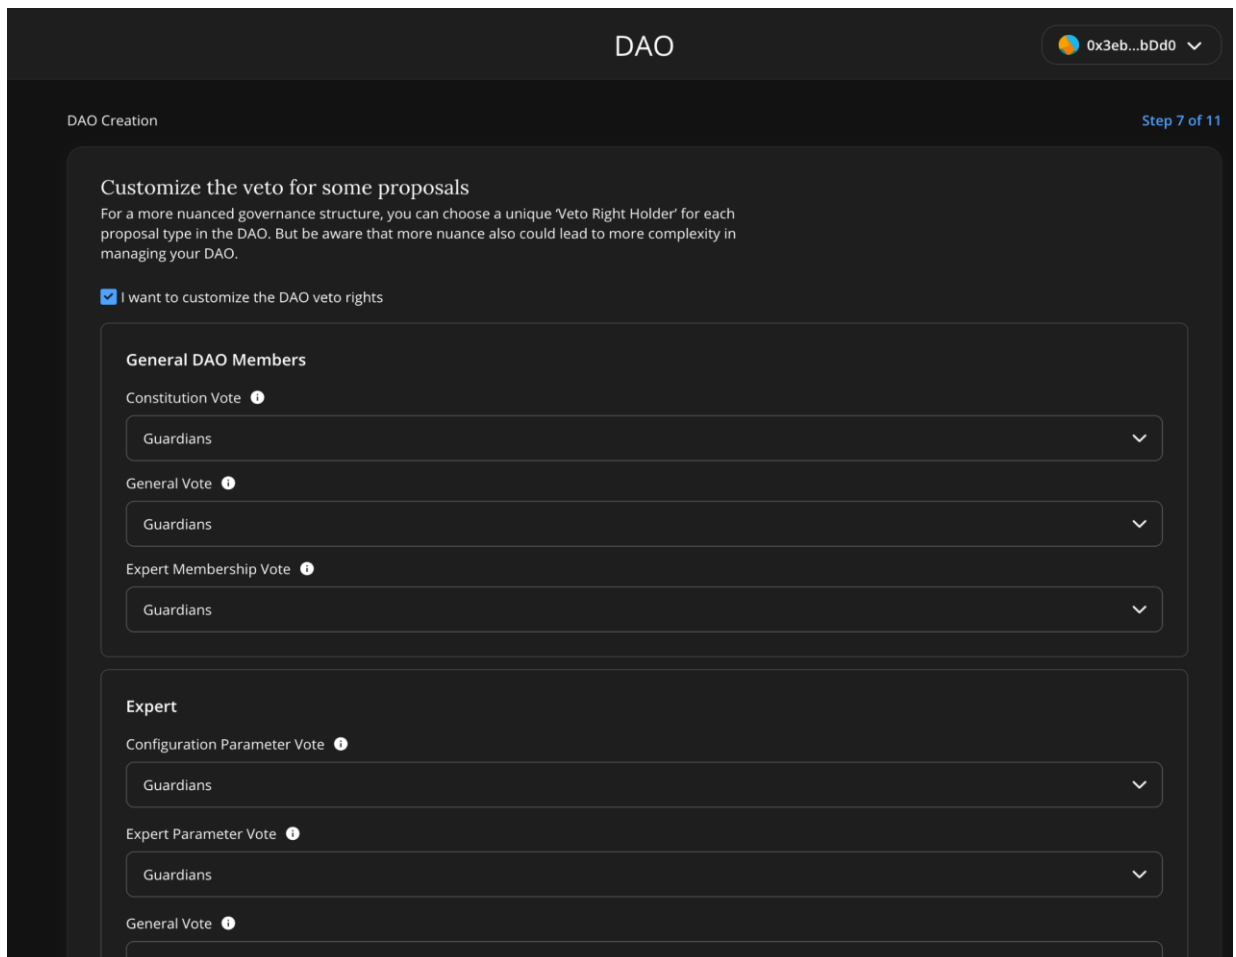 DAO
0x3eb...bDd0
DAO Creation
Step 7 of 11
Customize the veto for some proposals
For a more nuanced governance structure, you can choose a unique ‘Veto Right Holder’ for each
proposal type in the DAO. But be aware that more nuance also could lead to more complexity in
managing your DAO.
I want to customize the DAO veto rights
General DAO Members
Constitution Vote
Guardians
General Vote
Guardians
Expert Membership Vote
Guardians
Expert
Configuration Parameter Vote
Guardians
Expert Parameter Vote
Guardians
General Vote